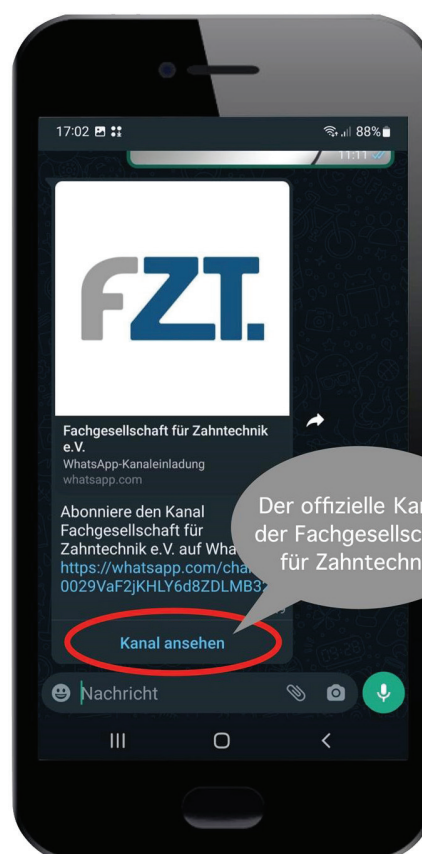 17:02
88%
11:11
fZT.
Fachgesellschaft für Zahntechnik
e.V.
WhatsApp-Kanaleinladung
whatsapp.com
Abonniere den Kanal
Fachgesellschaft für
Zahntechnik e.V. auf Wha
https://whatsapp.com/cha
0029VaF2jKHLY6d8ZDLMB3
Der offizielle Ka
der Fachgesellsc
für Zahntechn
Kanal ansehen
Nachricht